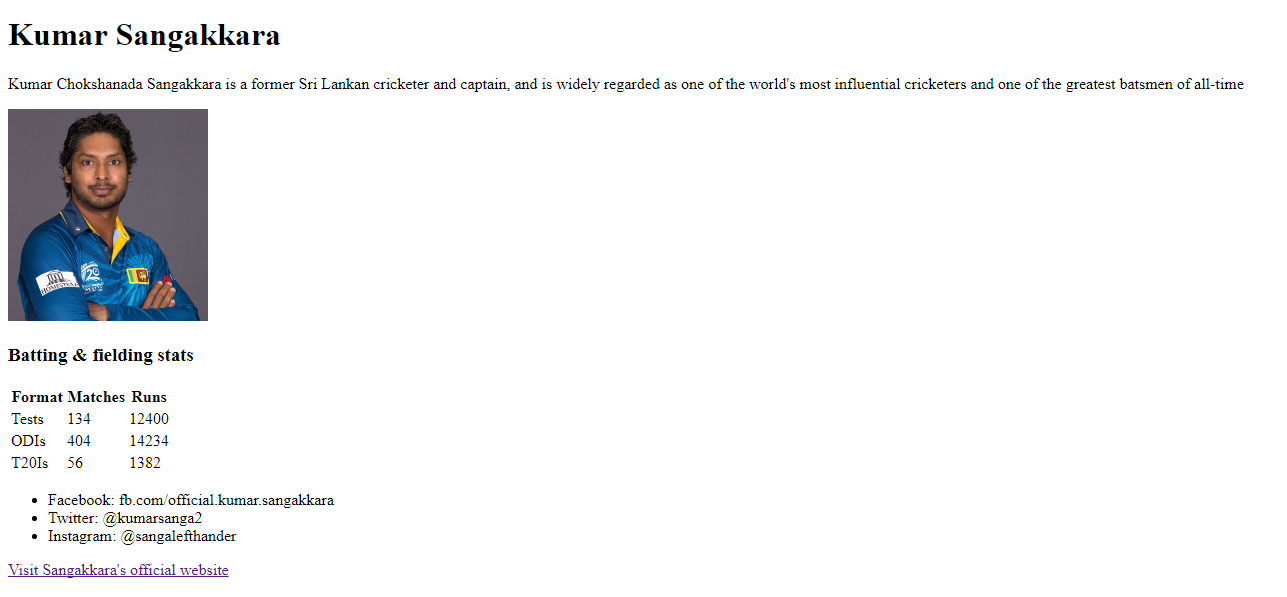 Kumar Sangakkara
Kumar Chokshanada Sangakkara is a former Sri Lankan cricketer and captain, and is widely regarded as one of the world's most influential cricketers and one of the greatest batsmen of all-time
HOMESTRAD
T20
Batting & fielding stats
Format Matches Runs
Tests 134 12400
ODIs 404 14234
T20Is 56 1382
• Facebook: fb.com/official.kumar.sangakkara
• Twitter: @kumarsanga2
• Instagram: @sangalefthander
Visit Sangakkara's official website